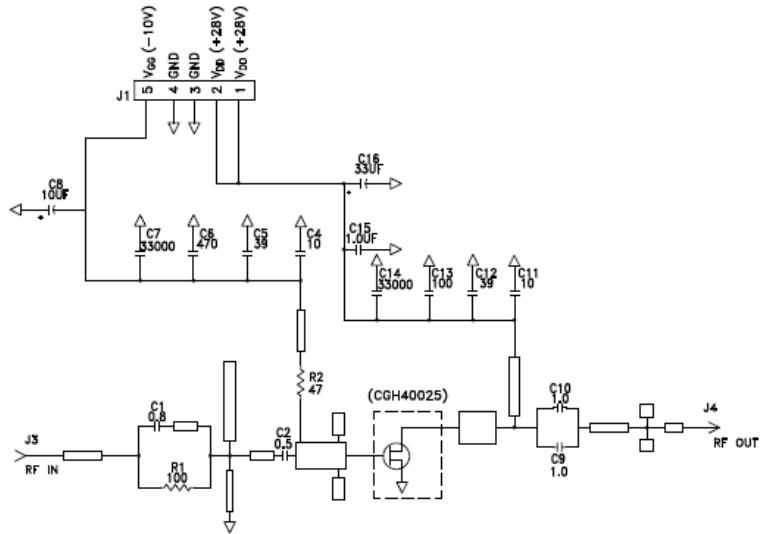 VGG (-10V)
GND
GND
VDD (+28V)
VDD (+28V)
J1
5
4
3
2
1
C8
10UF
C16
33UF
C7
33000
C6
470
C5
39
C4
10
C15
1.0UF
C14
33000
C13
100
C12
39
C11
10
R2
47
(CGH40025)
C10
1.0
J4
C1
0.8
C2
0.5
J3
RF IN
R1
100
C9
1.0
RF OUT